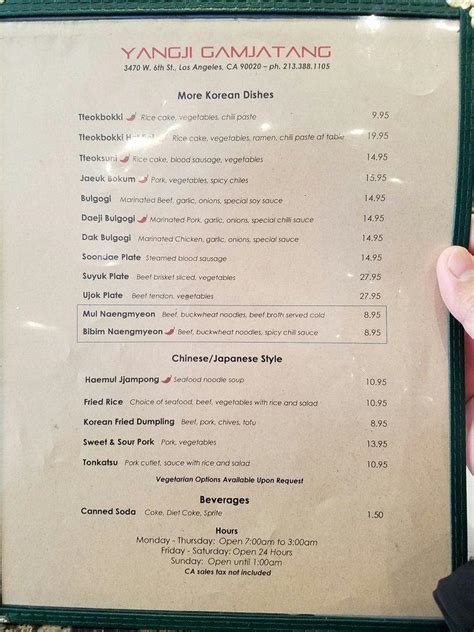 YANGJI GAMJATANG
3470 W. 6th St., Los Angeles, CA 90020 – ph. 213.388.1105
More Korean Dishes
Tteokbokki Rice cake, vegetables, chili paste 9.95
Tteokbokki Rice cake, vegetables, ramen, chili paste at table. 19.95
Tteoksuni Rice cake, blood sausage, vegetables 14.95
Jaeuk Bokum Pork, vegetables, spicy chiles 15.95
Bulgogi Marinated Beef, garlic, onions, special soy sauce 14.95
Daeji Bulgogi Marinated Pork, garlic, onions, special chili sauce 14.95
Dak Bulgogi Marinated Chicken, garlic, onions, special sauce 14.95
Soondae Plate Steamed blood sausage 14.95
Suyuk Plate Beef brisket sliced, vegetables 27.95
Ujok Plate Beef tendon, vegetables 27.95
Mul Naengmyeon Beef, buckwheat noodles, beef broth served cold 8.95
Bibim Naengmyeon Beef, buckwheat noodles, spicy chili sauce 8.95
Chinese/Japanese Style
Haemul Jjampong Seafood noodle soup 10.95
Fried Rice Choice of seafood, beef, vegetables with rice and salad 10.95
Korean Fried Dumpling Beef, pork, chives, tofu 8.95
Sweet & Sour Pork Pork, vegetables 13.95
Tonkatsu Pork cutlet, sauce with rice and salad 10.95
Vegetarian Options Available Upon Request
Beverages
Canned Soda Coke, Diet Coke, Sprite 1.50
Hours
Monday - Thursday: Open 7:00am to 3:00am
Friday - Saturday: Open 24 Hours
Sunday: Open until 1:00am
CA sales tax not included